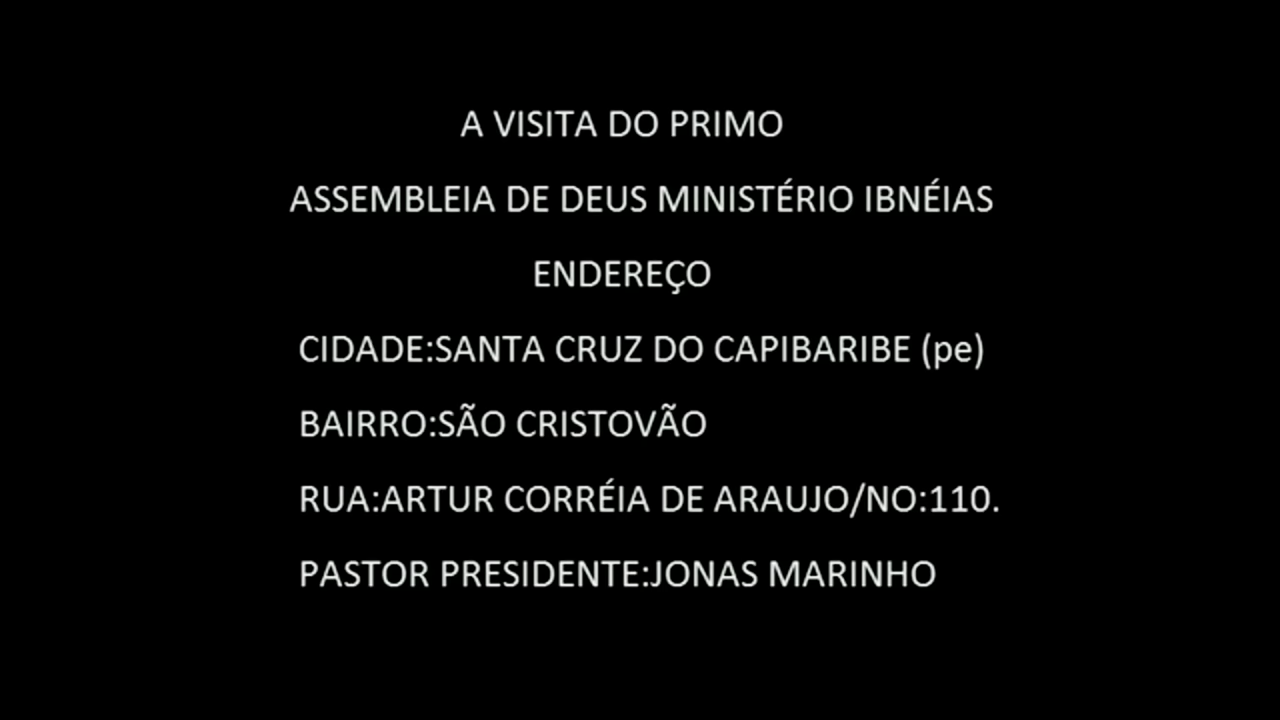 A VISITA DO PRIMO
ASSEMBLEIA DE DEUS MINISTÉRIO IBNÉIAS
ENDEREÇO
CIDADE:SANTA CRUZ DO CAPIBARIBE (pe)
BAIRRO:SÃO CRISTOVÃO
RUA:ARTUR CORRÉIA DE ARAUJO/NO:110.
PASTOR PRESIDENTE:JONAS MARINHO